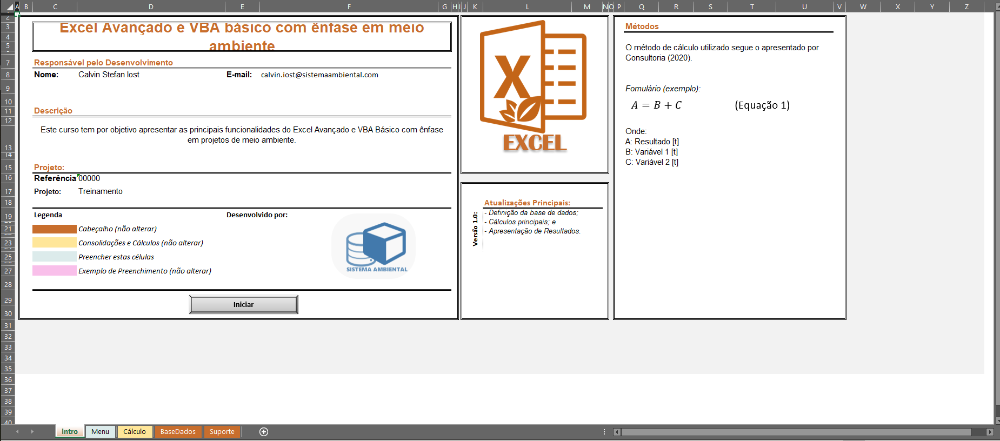 A B C D E F G H I J K L M N O P Q R S T U V W X Y Z
2
3
4
5
7
8
9
10
11
12
13
14
15
16
17
18
19
21
23
25
27
28
29
30
31
32
33
34
35
36
37
38
39
40
Excel Avançado e VBA básico com ênfase em meio
ambiente
Responsável pelo Desenvolvimento
Nome: Calvin Stefan Iost E-mail: calvin.iost@sistemaambiental.com
Descrição
Este curso tem por objetivo apresentar as principais funcionalidades do Excel Avançado e VBA Básico com ênfase
em projetos de meio ambiente.
Projeto:
Referência 00000
Projeto: Treinamento
Legenda Desenvolvido por:
Cabeçalho (não alterar)
Consolidações e Cálculos (não alterar)
Preencher estas células
Exemplo de Preenchimento (não alterar)
SISTEMA AMBIENTAL
Iniciar
X
EXCEL
Atualizações Principais:
Versão 1.0:
- Definição da base de dados;
- Cálculos principais; e
- Apresentação de Resultados.
Métodos
O método de cálculo utilizado segue o apresentado por
Consultoria (2020).
Fomulário (exemplo):
A = B + C (Equação 1)
Onde:
A: Resultado [t]
B: Variável 1 [t]
C: Variável 2 [t]
Intro Menu Cálculo BaseDados Suporte